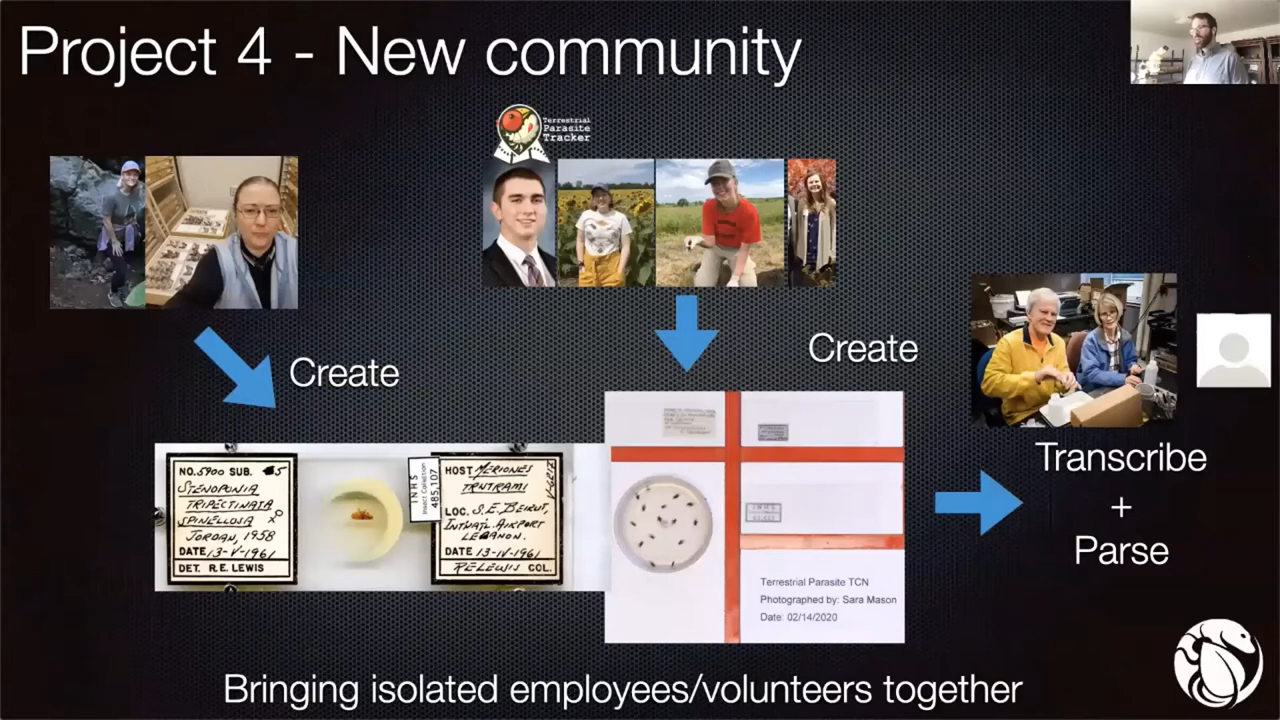 Project 4 - New community
Terrestrial
Parasite
Tracker
Create
Create
NO. 5900 SUB.
STENOPONIA
TRIPECTINATA
SPINELLOSA
JORDAN, 1958
DATE 13-V-1961
DET. R.E. LEWIS
INHS
Insect Collection
485,107
HOST MERIONES
TRISTRAMI
LOC. S.E. BEIRUT,
INTNAT'L. AIRPORT
LEBANON.
DATE 13-IV-1961
RELEWIS COL.
INHS
Terrestrial Parasite TCN
Photographed by: Sara Mason
Date: 02/14/2020
Transcribe
+
Parse
Bringing isolated employees/volunteers together